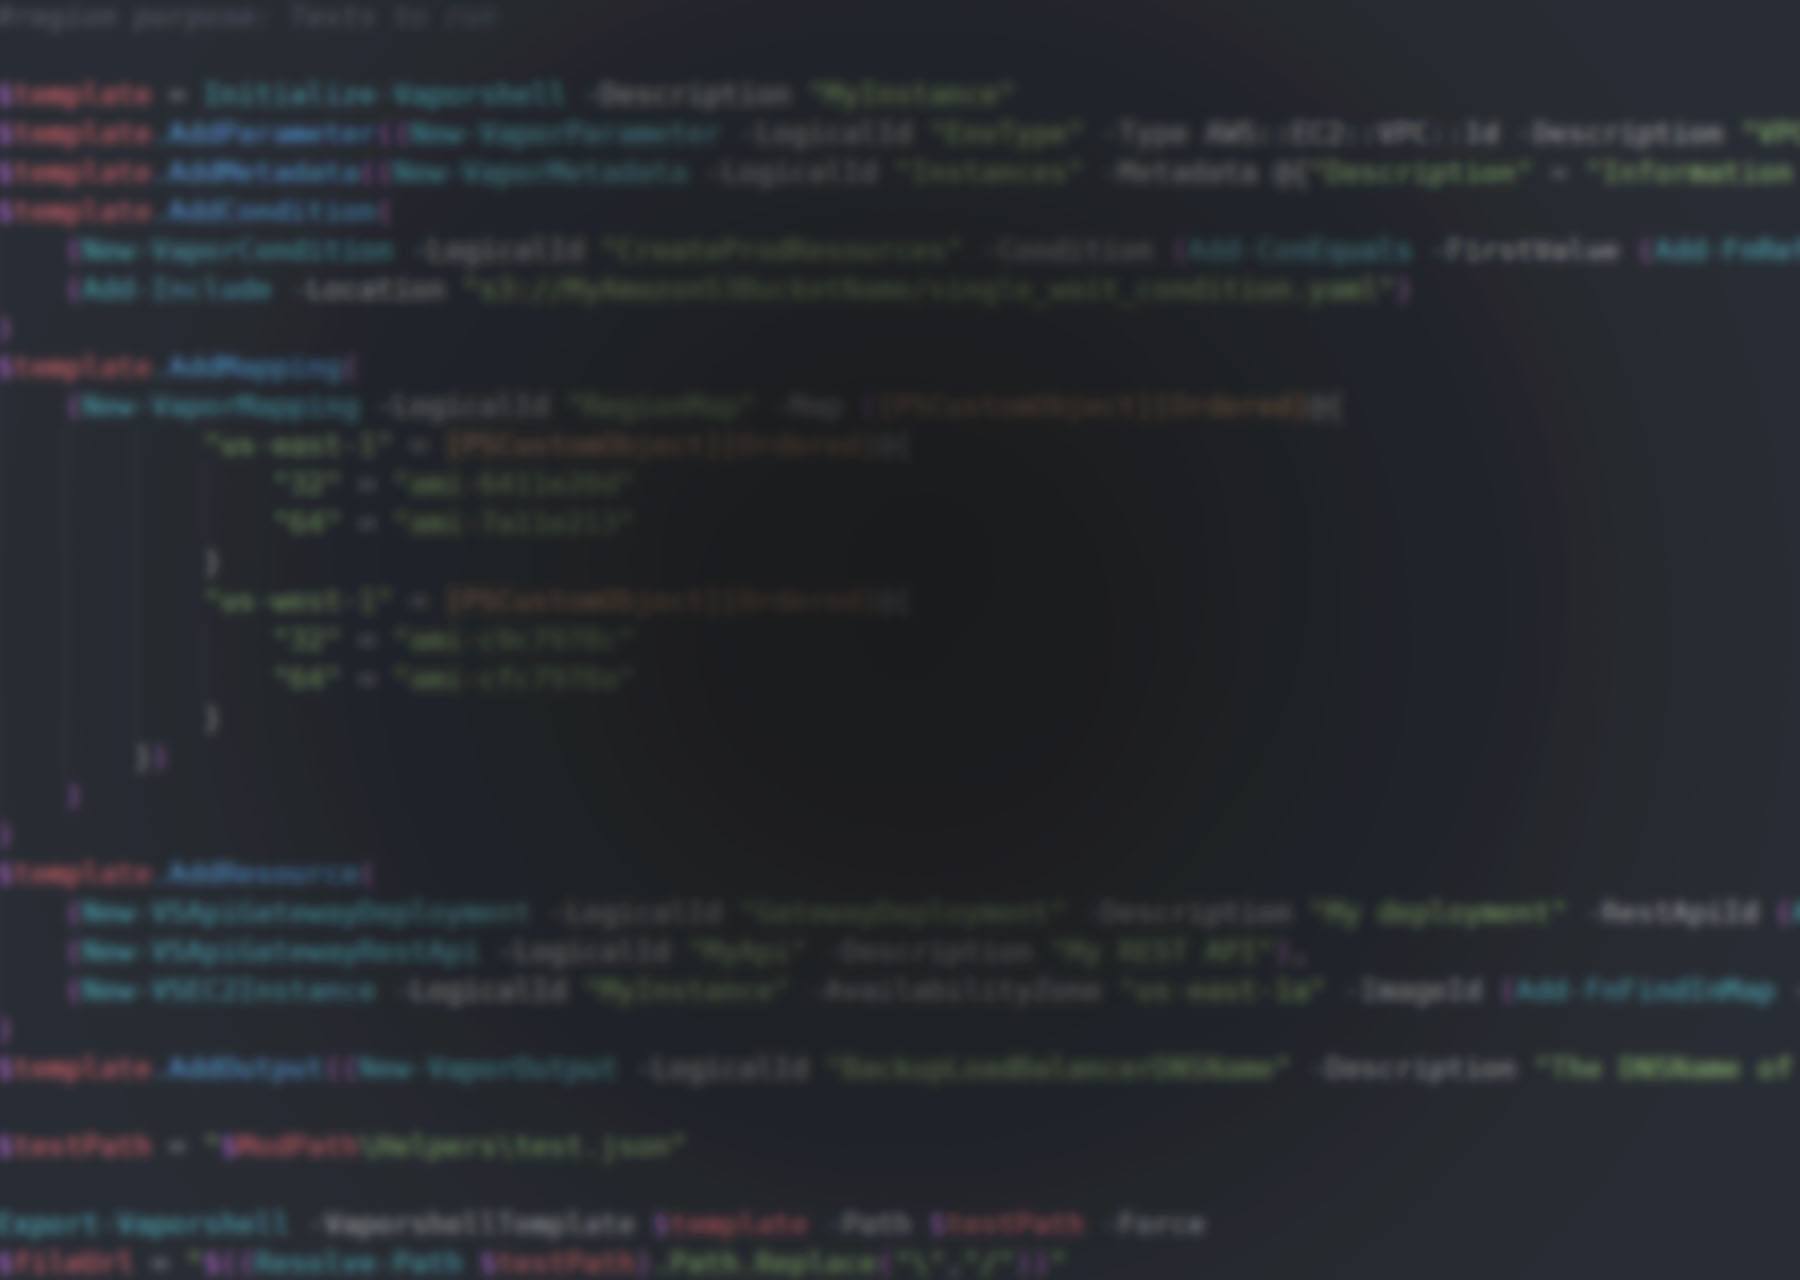 #region purpose: Tests to run
$template = Initialize-Vaporshell -Description "MyInstance"
$template.AddParameter((New-VaporParameter -LogicalId "EnvType" -Type AWS::EC2::VPC::Id -Description "VPC
$template.AddMetadata((New-VaporMetadata -LogicalId "Instances" -Metadata @{"Description" = "Information
$template.AddCondition(
(New-VaporCondition -LogicalId "CreateProdResources" -Condition (Add-ConEquals -FirstValue (Add-FnRef
(Add-Include -Location "s3://MyAmazonS3BucketName/single_wait_condition.yaml")
)
$template.AddMapping(
(New-VaporMapping -LogicalId "RegionMap" -Map ([PSCustomObject][Ordered]@{
"us-east-1" = [PSCustomObject][Ordered]@{
"32" = "ami-6411e20d"
"64" = "ami-7a11e213"
}
"us-west-1" = [PSCustomObject][Ordered]@{
"32" = "ami-c9c7978c"
"64" = "ami-cfc7978a"
}
})
)
)
$template.AddResource(
(New-VSApiGatewayDeployment -LogicalId "GatewayDeployment" -Description "My deployment" -RestApiId (
(New-VSApiGatewayRestApi -LogicalId "MyApi" -Description "My REST API"),
(New-VSEC2Instance -LogicalId "MyInstance" -AvailabilityZone "us-east-1a" -ImageId (Add-FnFindInMap -
)
$template.AddOutput((New-VaporOutput -LogicalId "BackupLoadBalancerDNSName" -Description "The DNSName of
$testPath = "$ModPath\Helpers\test.json"
Export-Vaporshell -VaporshellTemplate $template -Path $testPath -Force
$fileUrl = "$((Resolve-Path $testPath).Path.Replace("\","/"))"